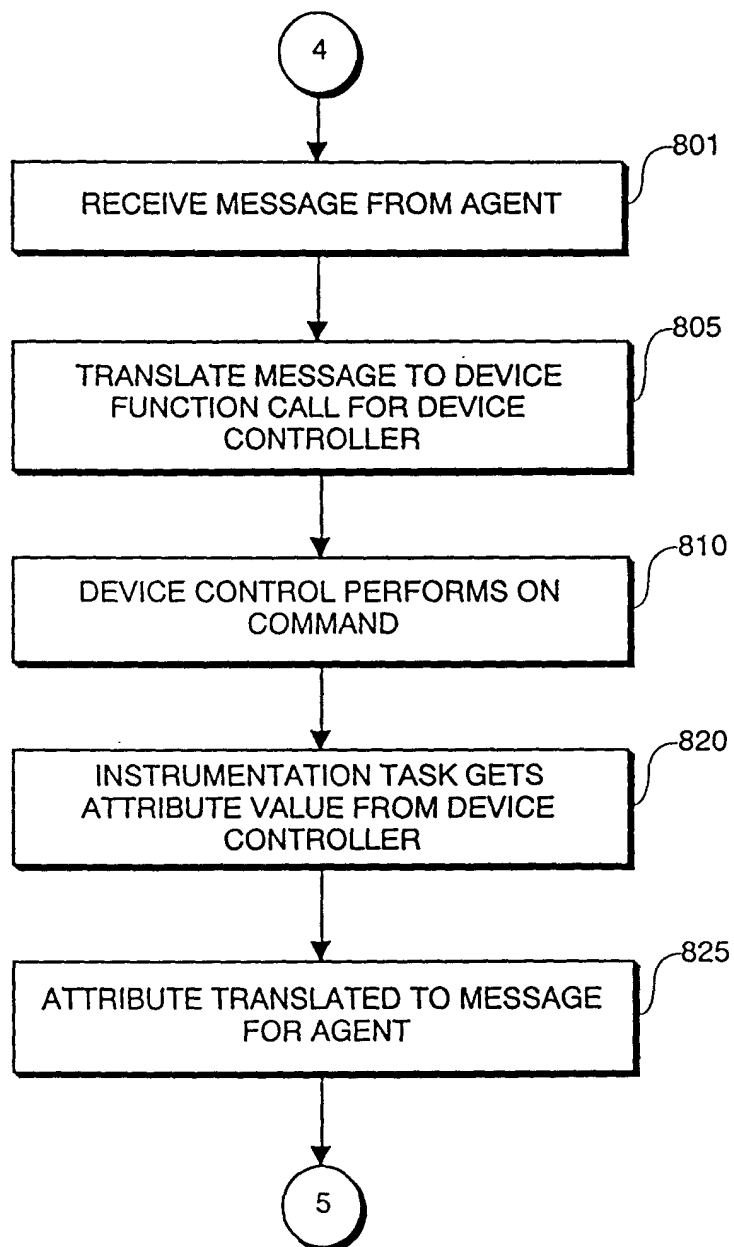 4
801
RECEIVE MESSAGE FROM AGENT
805
TRANSLATE MESSAGE TO DEVICE
FUNCTION CALL FOR DEVICE
CONTROLLER
810
DEVICE CONTROL PERFORMS ON
COMMAND
820
INSTRUMENTATION TASK GETS
ATTRIBUTE VALUE FROM DEVICE
CONTROLLER
825
ATTRIBUTE TRANSLATED TO MESSAGE
FOR AGENT
5